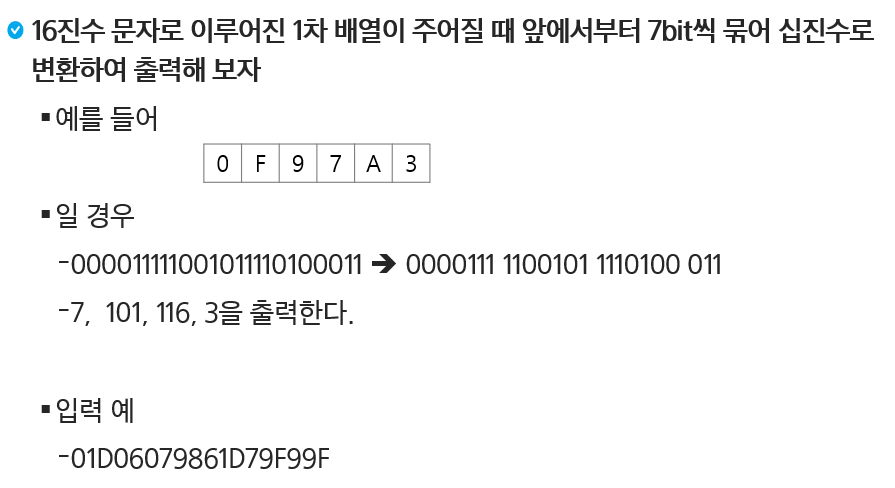 16진수 문자로 이루어진 1차 배열이 주어질 때 앞에서부터 7bit씩 묶어 십진수로
변환하여 출력해 보자
▪예를 들어
0 F 9 7 A 3
▪일 경우
-000011111001011110100011 ➔ 0000111 1100101 1110100 011
-7, 101, 116, 3을 출력한다.
▪입력 예
-01D06079861D79F99F